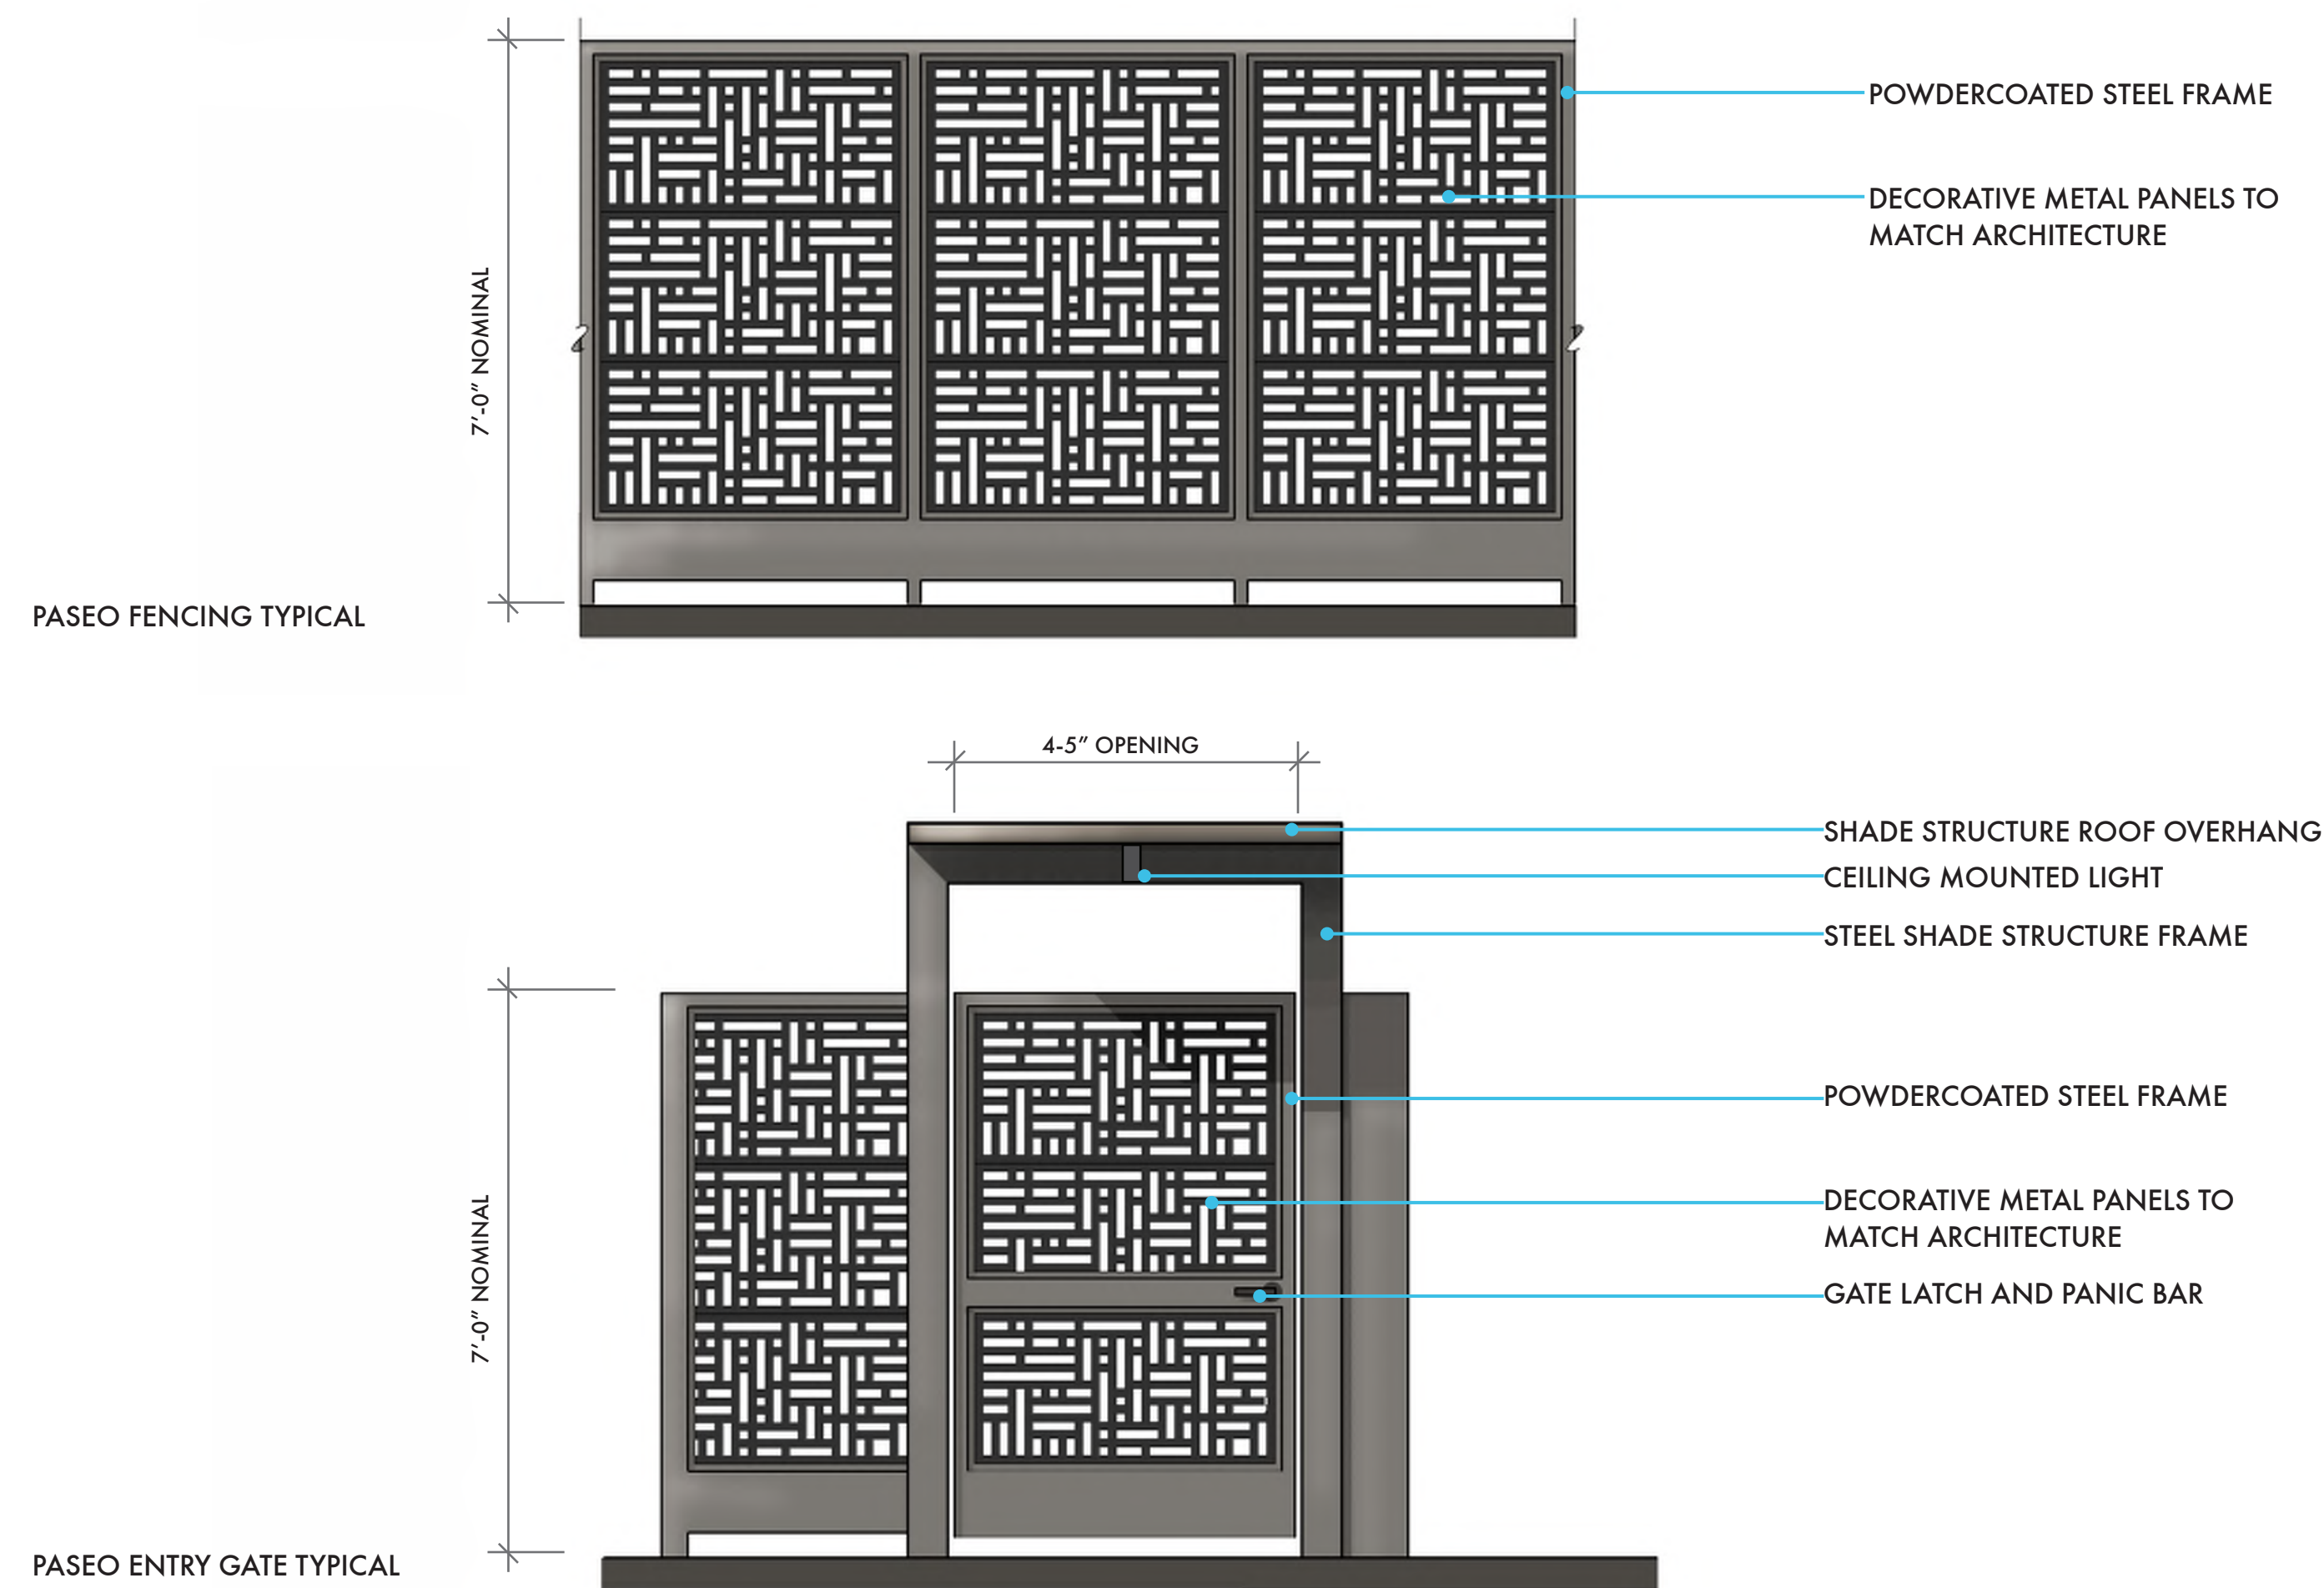 POWDERCOATED STEEL FRAME
DECORATIVE METAL PANELS TO
MATCH ARCHITECTURE
7'-0" NOMINAL
PASEO FENCING TYPICAL
4-5" OPENING
SHADE STRUCTURE ROOF OVERHANG
CEILING MOUNTED LIGHT
STEEL SHADE STRUCTURE FRAME
POWDERCOATED STEEL FRAME
DECORATIVE METAL PANELS TO
MATCH ARCHITECTURE
GATE LATCH AND PANIC BAR
7'-0" NOMINAL
PASEO ENTRY GATE TYPICAL